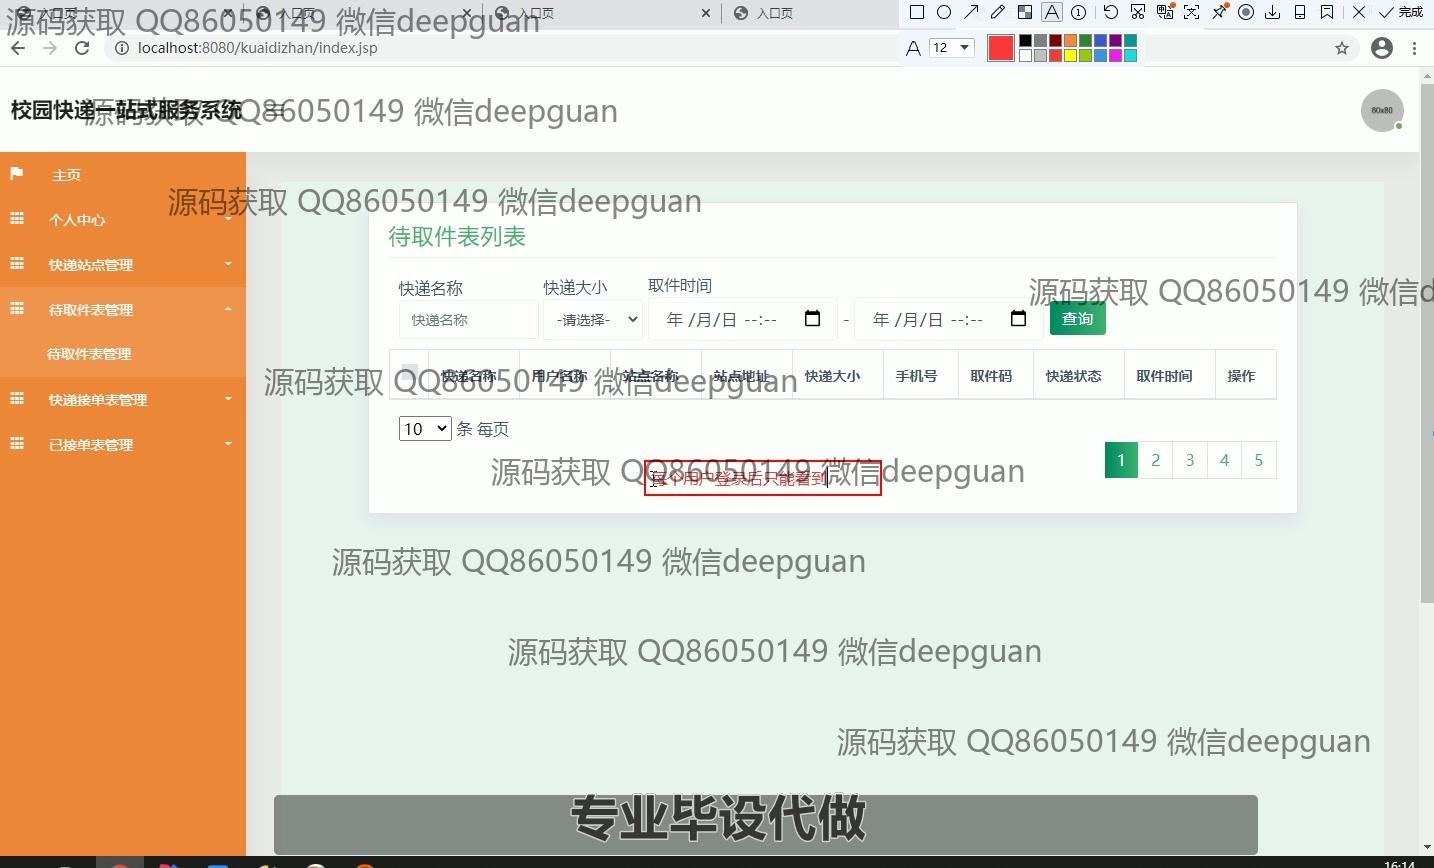 入口页
入口页
入口页
入口页
完成
源码获取 QQ86050149 微信deepguan
localhost:8080/kuaidizhan/index.jsp
12
校园快递一站式服务系统
源码获取 QQ86050149 微信deepguan
80x80
主页
源码获取 QQ86050149 微信deepguan
个人中心
待取件表列表
快递站点管理
快递名称
快递大小
取件时间
源码获取 QQ86050149 微信d
待取件表管理
快递名称
-请选择-
年 /月/日 --:--
-
年 /月/日 --:--
查询
待取件表管理
快递名称
用户名称
站点名称
站点地址
快递大小
手机号
取件码
快递状态
取件时间
操作
源码获取 QQ86050149 微信deepguan
快递接单表管理
10 条 每页
已接单表管理
1 2 3 4 5
源码获取 QQ86050149 微信deepguan
每个用户登录后只能看到
源码获取 QQ86050149 微信deepguan
源码获取 QQ86050149 微信deepguan
源码获取 QQ86050149 微信deepguan
专业毕设代做
16:14